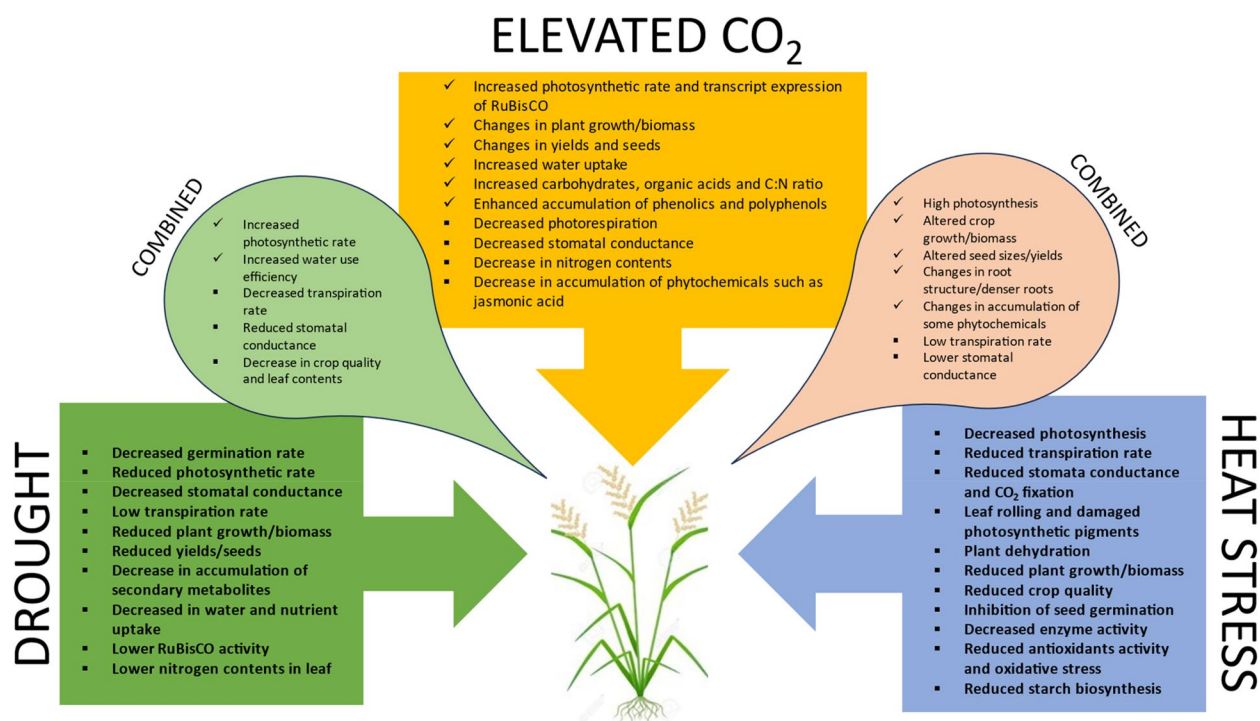 ELEVATED CO₂
✓ Increased photosynthetic rate and transcript expression
of RuBisCO
✓ Changes in plant growth/biomass
✓ Changes in yields and seeds
✓ Increased water uptake
✓ Increased carbohydrates, organic acids and C:N ratio
✓ Enhanced accumulation of phenolics and polyphenols
▪ Decreased photorespiration
▪ Decreased stomatal conductance
▪ Decrease in nitrogen contents
▪ Decrease in accumulation of phytochemicals such as
jasmonic acid
COMBINED
✓ Increased
photosynthetic rate
✓ Increased water use
efficiency
▪ Decreased transpiration
rate
▪ Reduced stomatal
conductance
▪ Decrease in crop quality
and leaf contents
COMBINED
✓ High photosynthesis
✓ Altered crop
growth/biomass
✓ Altered seed sizes/yields
✓ Changes in root
structure/denser roots
✓ Changes in accumulation of
some phytochemicals
▪ Low transpiration rate
▪ Lower stomatal
conductance
DROUGHT
▪ Decreased germination rate
▪ Reduced photosynthetic rate
▪ Decreased stomatal conductance
▪ Low transpiration rate
▪ Reduced plant growth/biomass
▪ Reduced yields/seeds
▪ Decrease in accumulation of
secondary metabolites
▪ Decreased in water and nutrient
uptake
▪ Lower RuBisCO activity
▪ Lower nitrogen contents in leaf
HEAT STRESS
▪ Decreased photosynthesis
▪ Reduced transpiration rate
▪ Reduced stomata conductance
and CO₂ fixation
▪ Leaf rolling and damaged
photosynthetic pigments
▪ Plant dehydration
▪ Reduced plant growth/biomass
▪ Reduced crop quality
▪ Inhibition of seed germination
▪ Decreased enzyme activity
▪ Reduced antioxidants activity
and oxidative stress
▪ Reduced starch biosynthesis